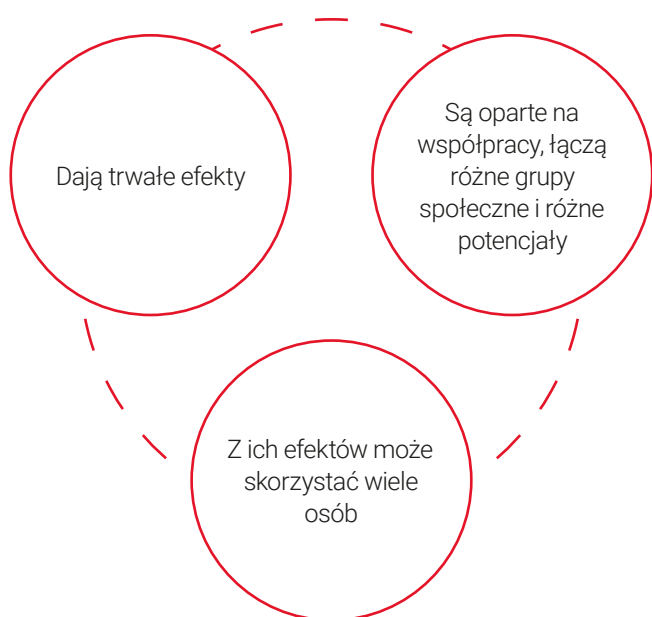 Dają trwałe efekty
Są oparte na
współpracy, łączą
różne grupy
społeczne i różne
potencjały
Z ich efektów może
skorzystać wiele
osób